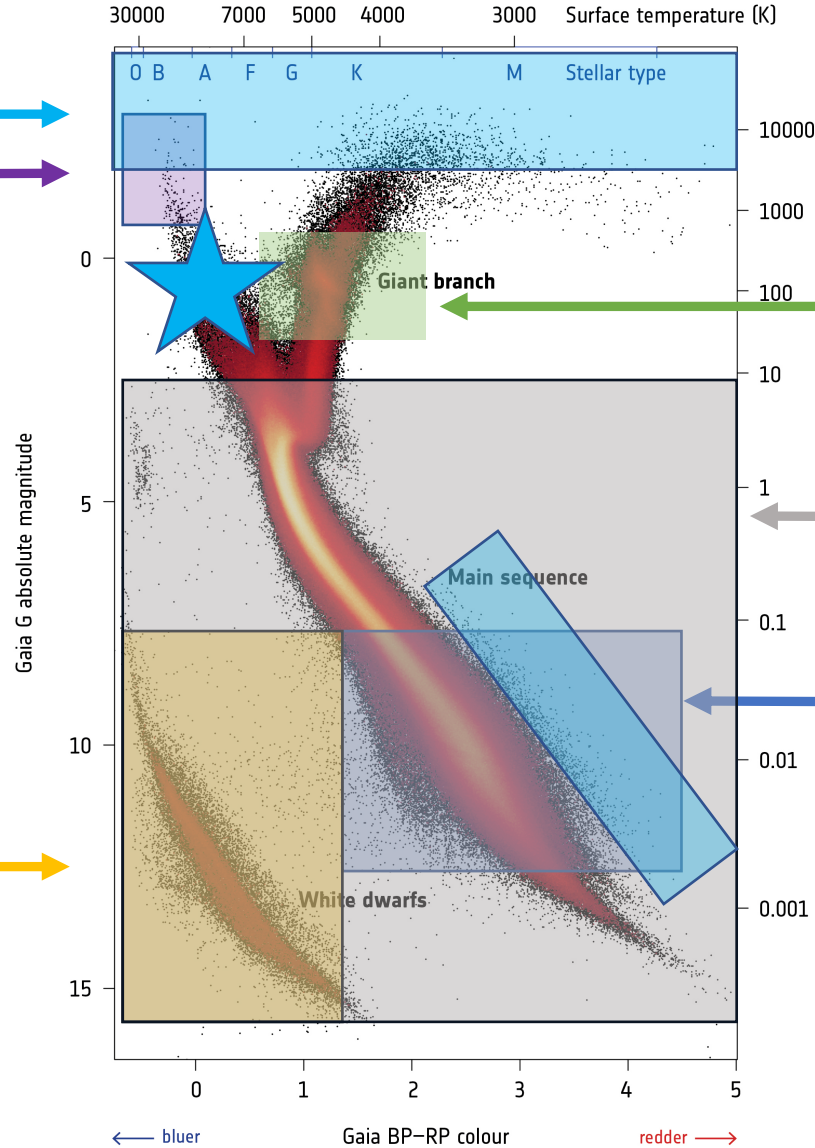 30000 7000 5000 4000 3000 Surface temperature (K)
O B A F G K M Stellar type
10000
1000
0
Giant branch
100
10
Gaia G absolute magnitude
5
1
Main sequence
0.1
10
0.01
White dwarfs
0.001
15
0 1 2 3 4 5
bluer Gaia BP–RP colour redder